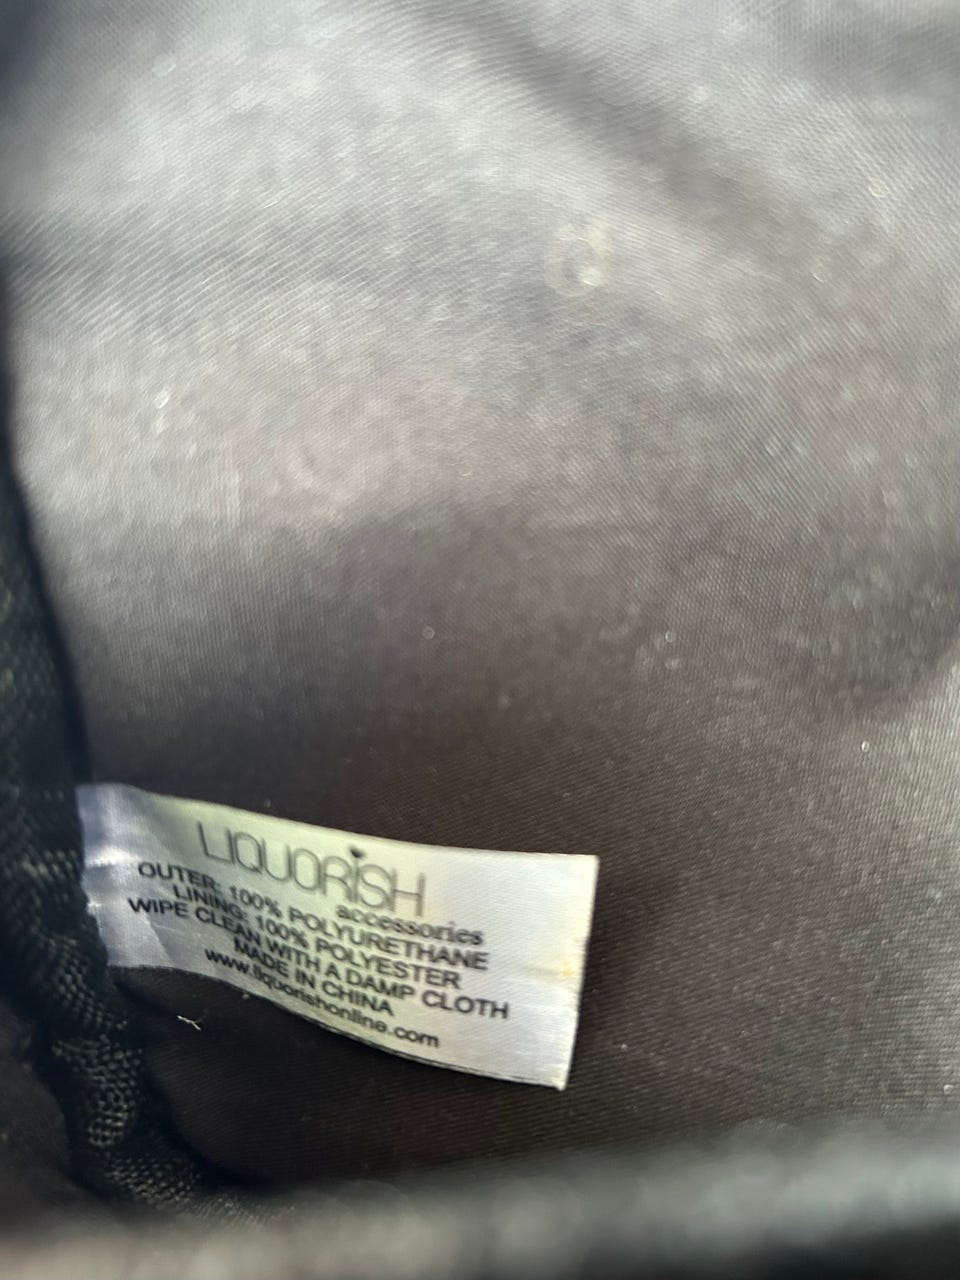 LIQUORISH
accessories
OUTER: 100% POLYURETHANE
LINING: 100% POLYESTER
WIPE CLEAN WITH A DAMP CLOTH
MADE IN CHINA
www.liquorishonline.com